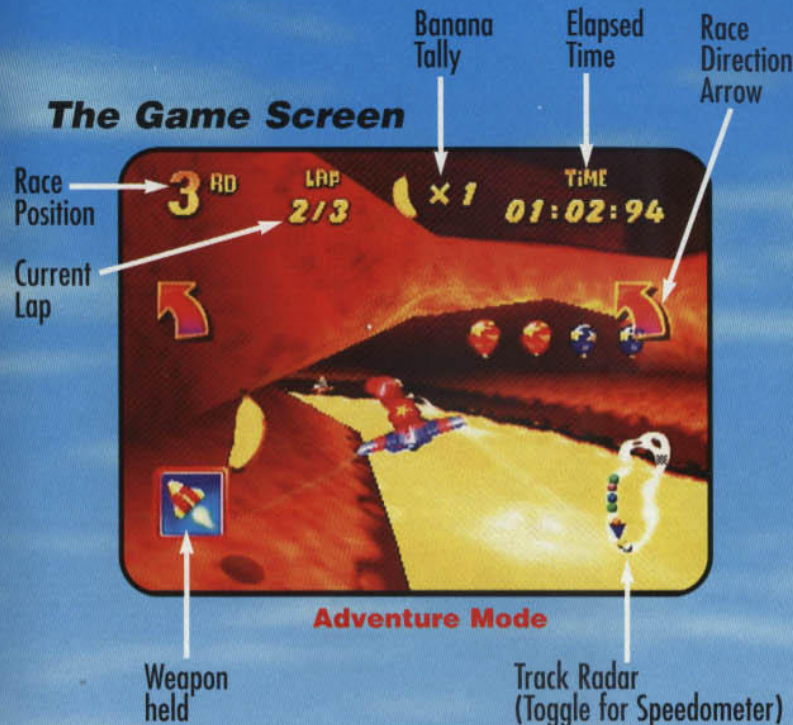 Banana
Tally
Elapsed
Time
Race
Direction
Arrow
The Game Screen
Race
Position
Current
Lap
3RD
LAP
2/3
× 1
TIME
01:02:94
Adventure Mode
Weapon
held
Track Radar
(Toggle for Speedometer)